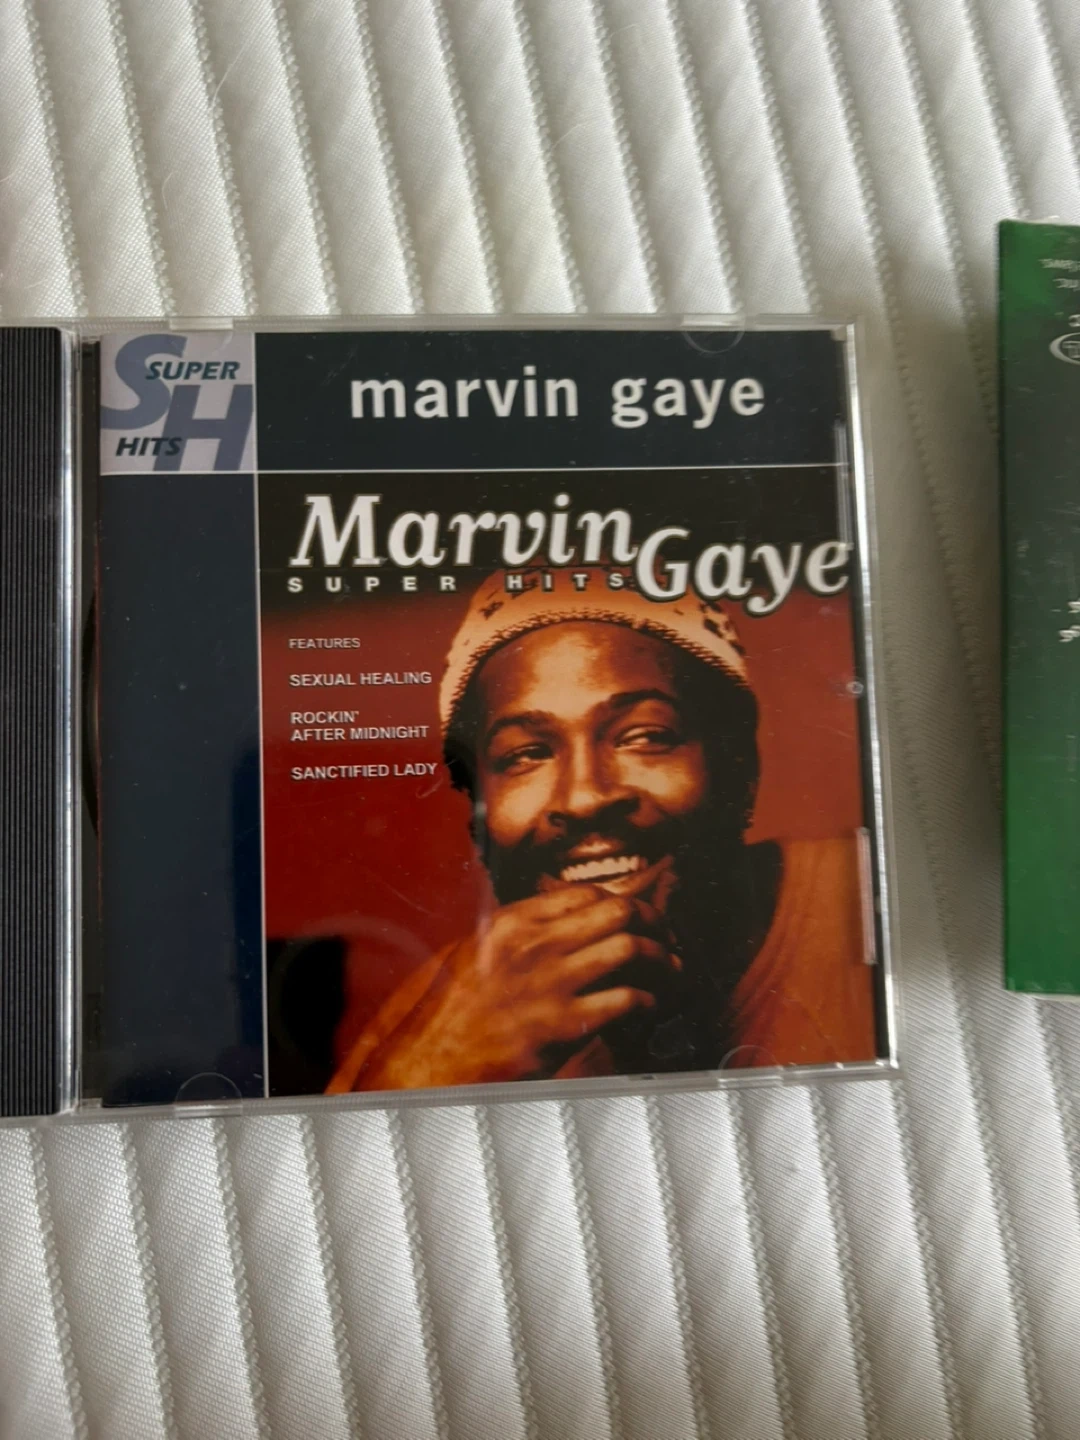 SUPER
HITS
SH
marvin gaye
Marvin Gaye
SUPER HITS
FEATURES
SEXUAL HEALING
ROCKIN'
AFTER MIDNIGHT
SANCTIFIED LADY